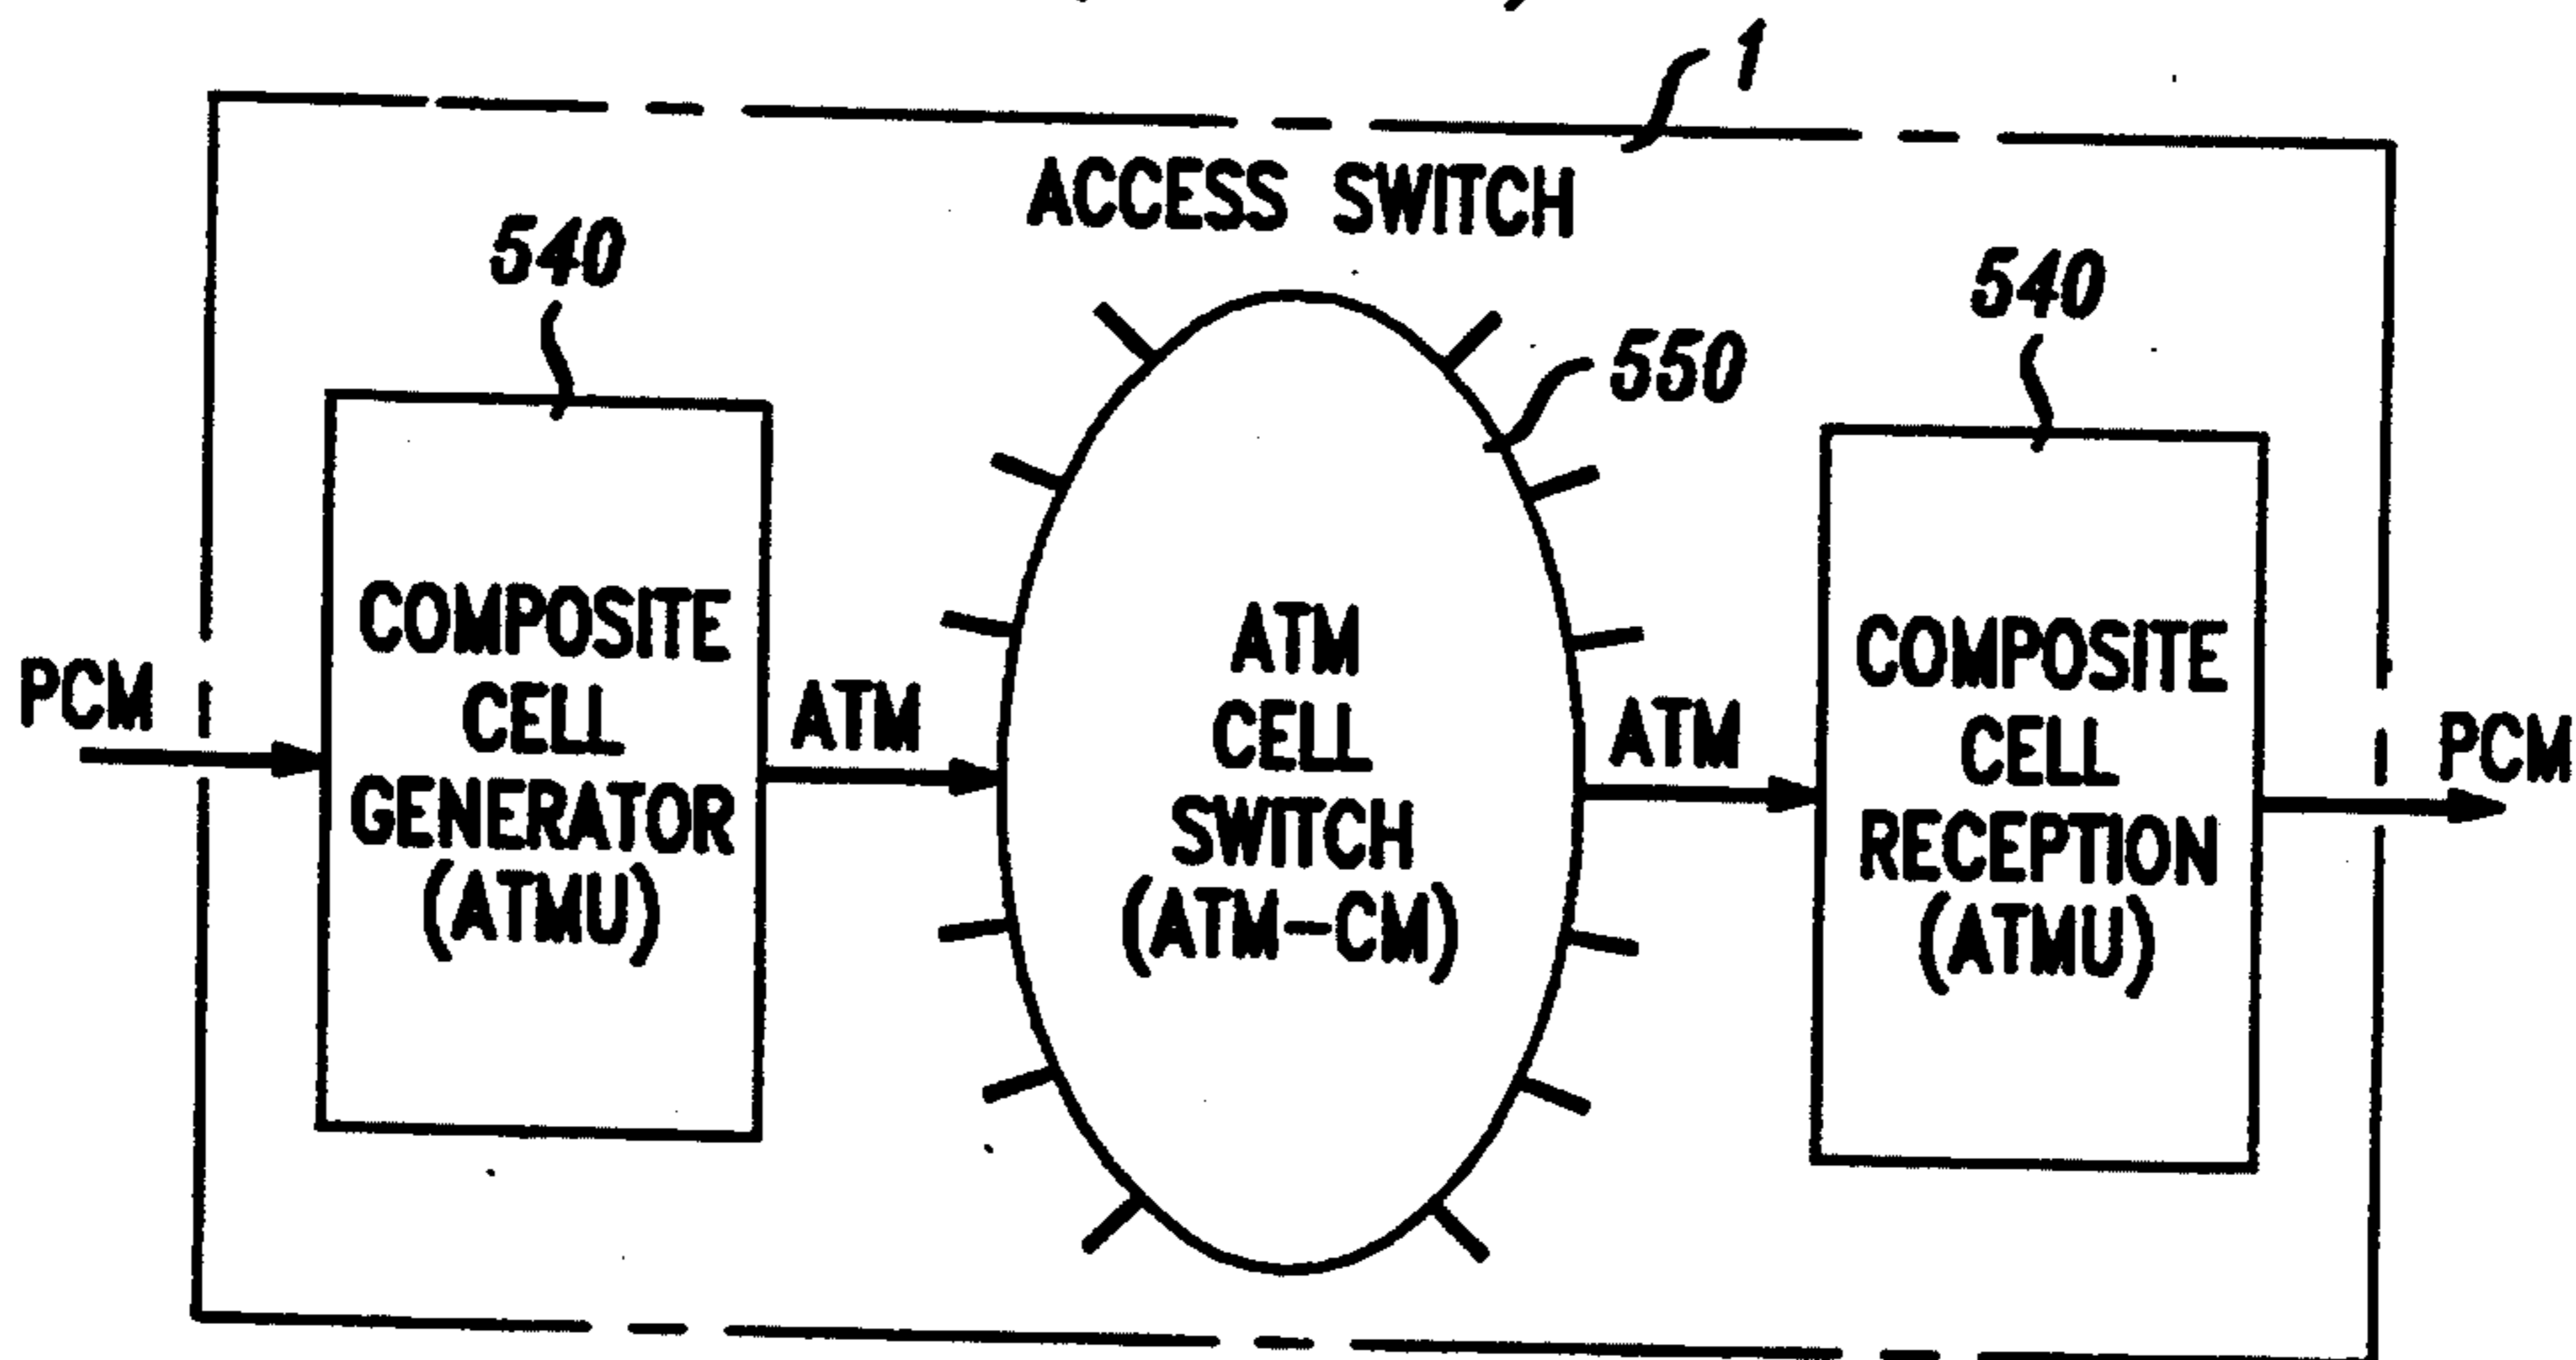 1
ACCESS SWITCH
540
540
550
PCM
COMPOSITE
CELL
GENERATOR
(ATMU)
ATM
ATM
CELL
SWITCH
(ATM-CM)
ATM
COMPOSITE
CELL
RECEPTION
(ATMU)
PCM